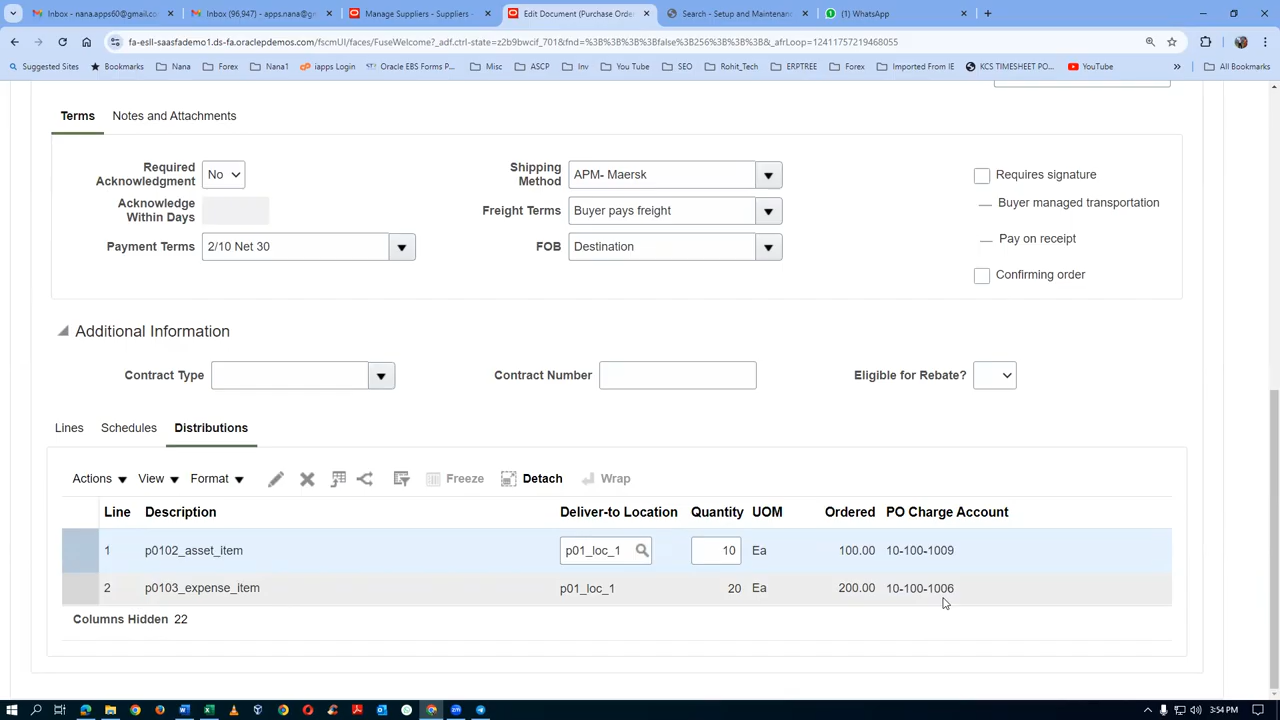 Inbox (96,947) - nana.apps60@gmail.com
Inbox (96,947) - apps.nana@gmail
Manage Suppliers - Suppliers -
Edit Document (Purchase Order
Search - Setup and Maintenance
(1) WhatsApp
fa-esll-saasfademo1.ds-fa.oraclepdemos.com/fscmUI/faces/FuseWelcome?_adf.ctrl-state=z2b9bwcif_701&fnd=%3B%3B%3B%3Bfalse%3B256%3B%3B%3B&_afrLoop=12411757219468055
Suggested Sites Bookmarks Nana Forex Nana1 iapps Login Oracle EBS Forms P... Misc ASCP Inv You Tube SEO Rohit_Tech ERPTREE Forex Imported From IE KCS TIMESHEET PO... YouTube » All Bookmarks
Terms Notes and Attachments
Required Acknowledgment No
Acknowledge Within Days
Payment Terms 2/10 Net 30
Shipping Method APM- Maersk
Freight Terms Buyer pays freight
FOB Destination
Requires signature
Buyer managed transportation
Pay on receipt
Confirming order
Additional Information
Contract Type Contract Number Eligible for Rebate?
Lines Schedules Distributions
Actions View Format Freeze Detach Wrap
Line Description Deliver-to Location Quantity UOM Ordered PO Charge Account
1 p0102_asset_item p01_loc_1 10 Ea 100.00 10-100-1009
2 p0103_expense_item p01_loc_1 20 Ea 200.00 10-100-1006
Columns Hidden 22
3:54 PM